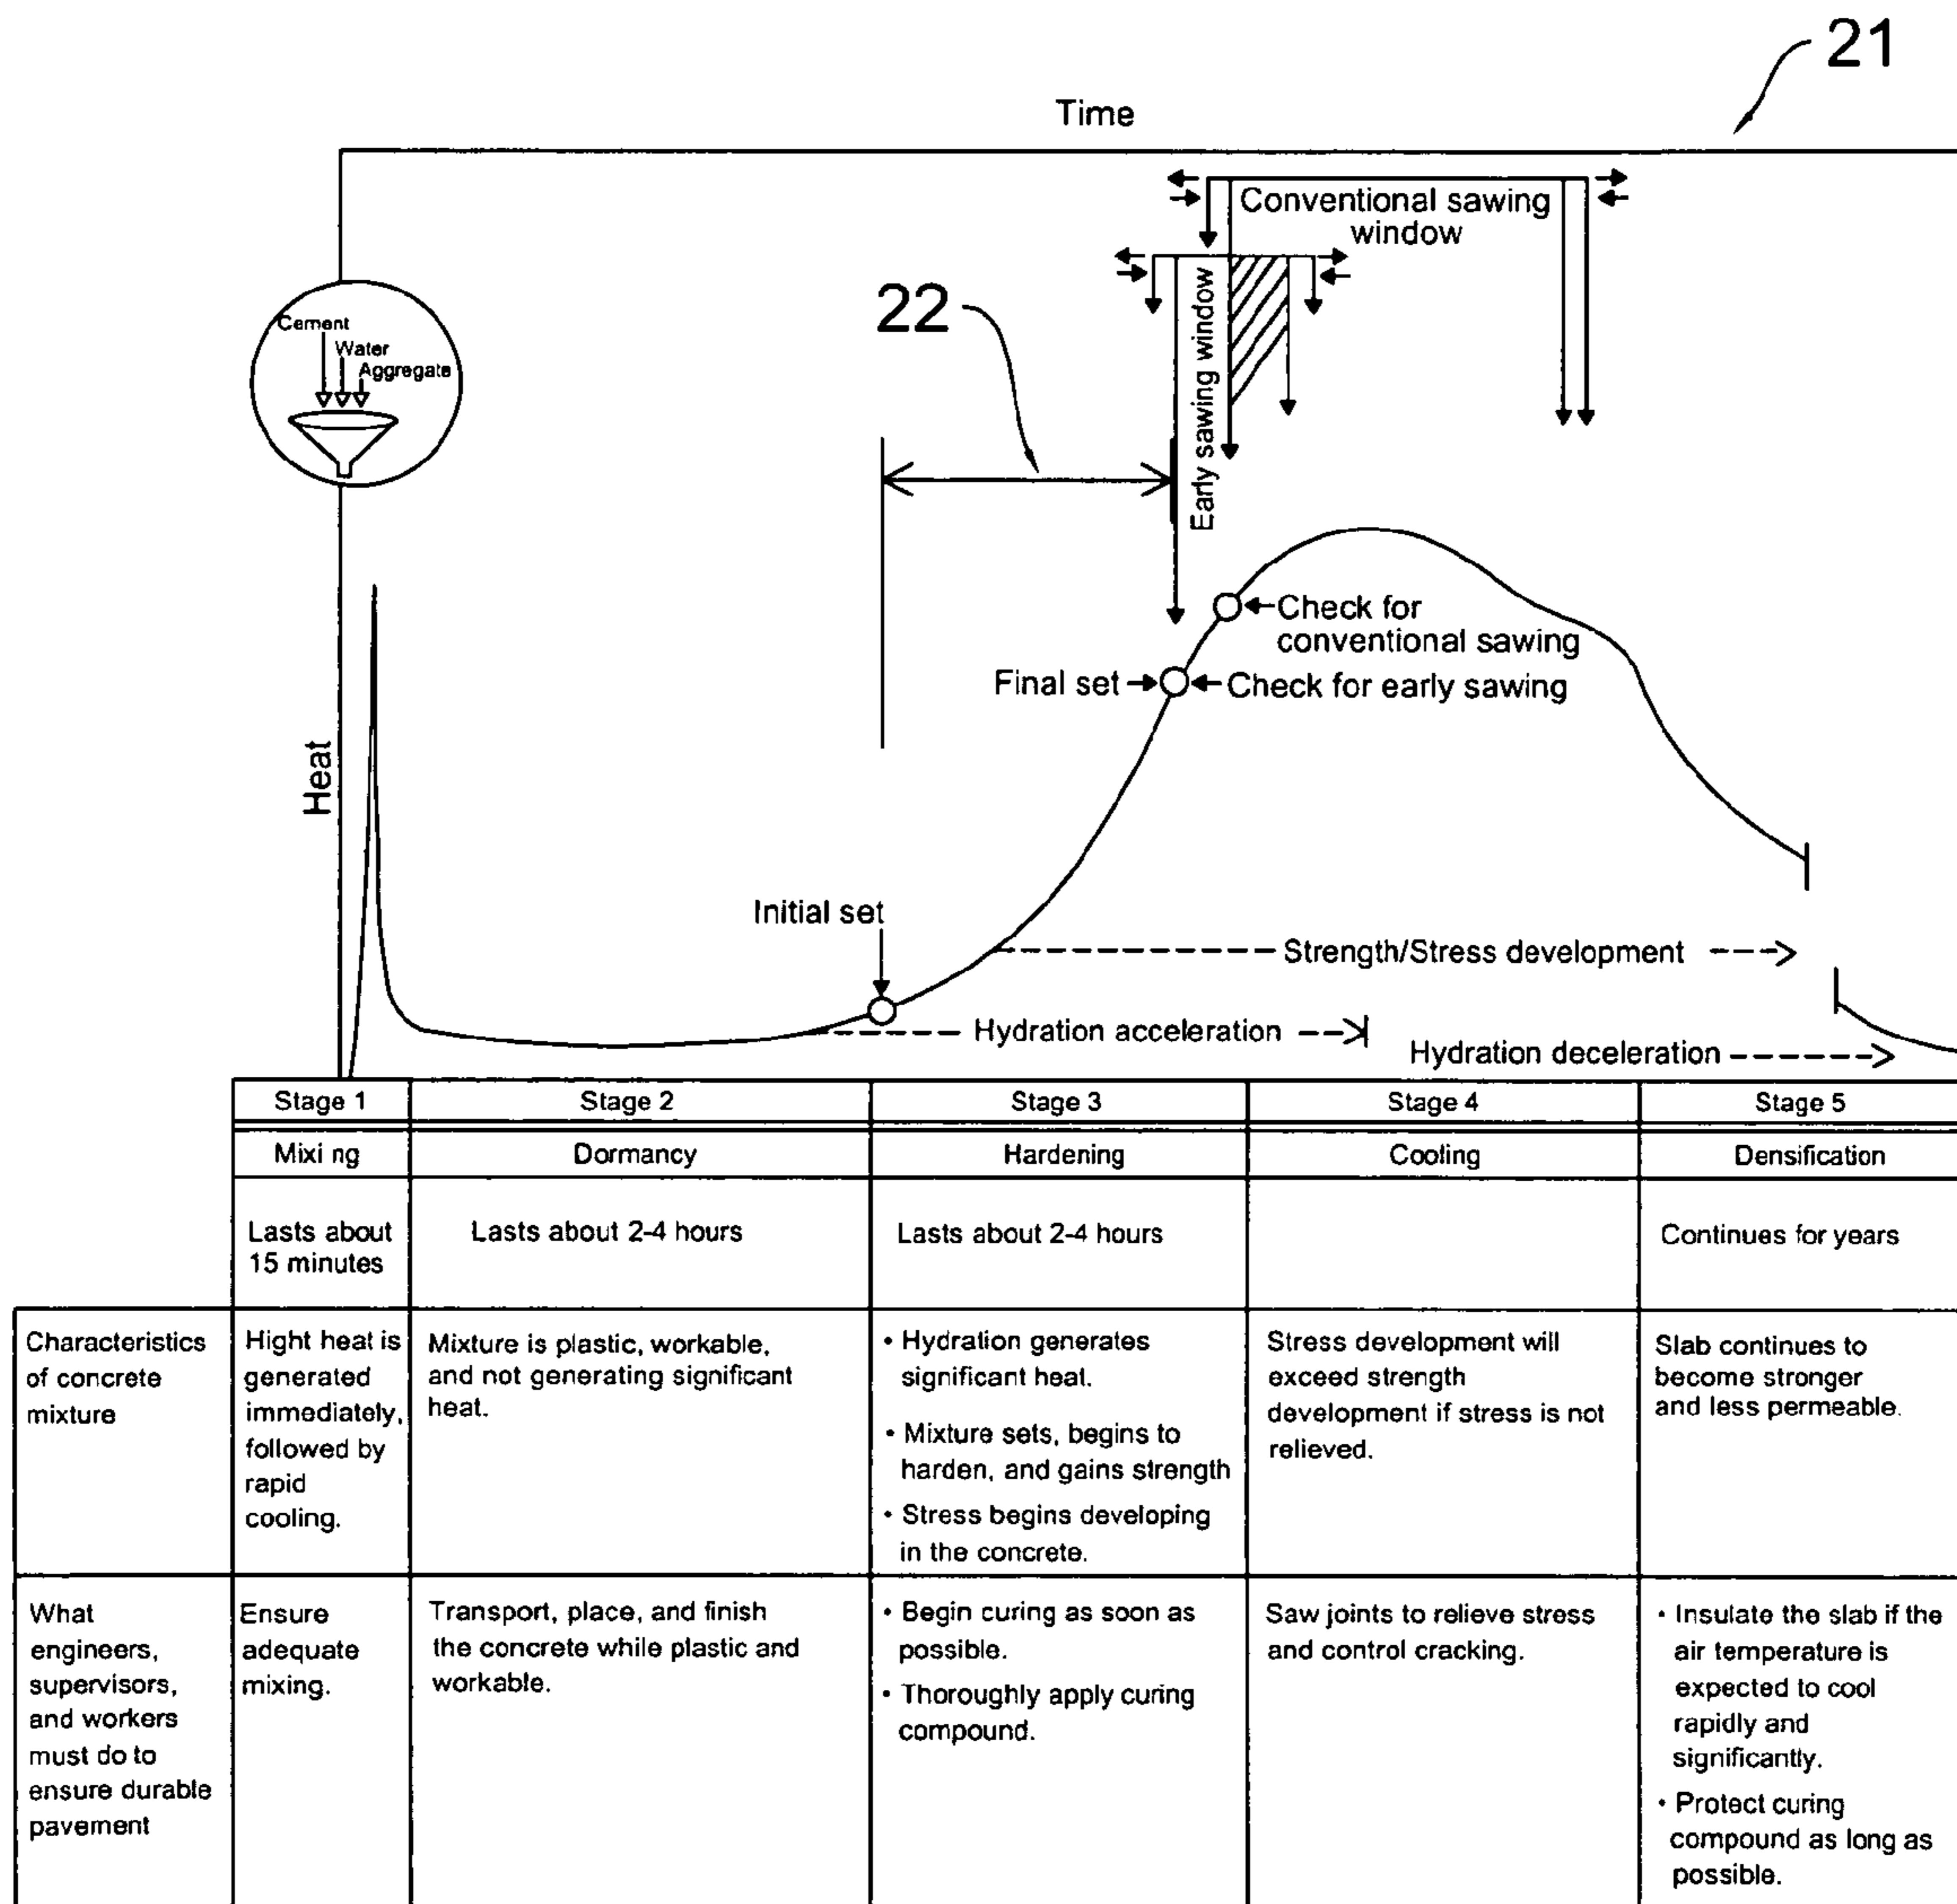 21
Time
Conventional sawing
window
22
Early sawing window
Cement
Water
Aggregate
Check for
conventional sawing
Final set
Check for early sawing
Heat
Initial set
Strength/Stress development
Hydration acceleration
Hydration deceleration
Stage 1
Stage 2
Stage 3
Stage 4
Stage 5
Mixi ng
Dormancy
Hardening
Cooling
Densification
Lasts about
15 minutes
Lasts about 2-4 hours
Lasts about 2-4 hours
Continues for years
Characteristics
of concrete
mixture
Hight heat is
generated
immediately,
followed by
rapid
cooling.
Mixture is plastic, workable,
and not generating significant
heat.
• Hydration generates
significant heat.
• Mixture sets, begins to
harden, and gains strength
• Stress begins developing
in the concrete.
Stress development will
exceed strength
development if stress is not
relieved.
Slab continues to
become stronger
and less permeable.
What
engineers,
supervisors,
and workers
must do to
ensure durable
pavement
Ensure
adequate
mixing.
Transport, place, and finish
the concrete while plastic and
workable.
• Begin curing as soon as
possible.
• Thoroughly apply curing
compound.
Saw joints to relieve stress
and control cracking.
• Insulate the slab if the
air temperature is
expected to cool
rapidly and
significantly.
• Protect curing
compound as long as
possible.